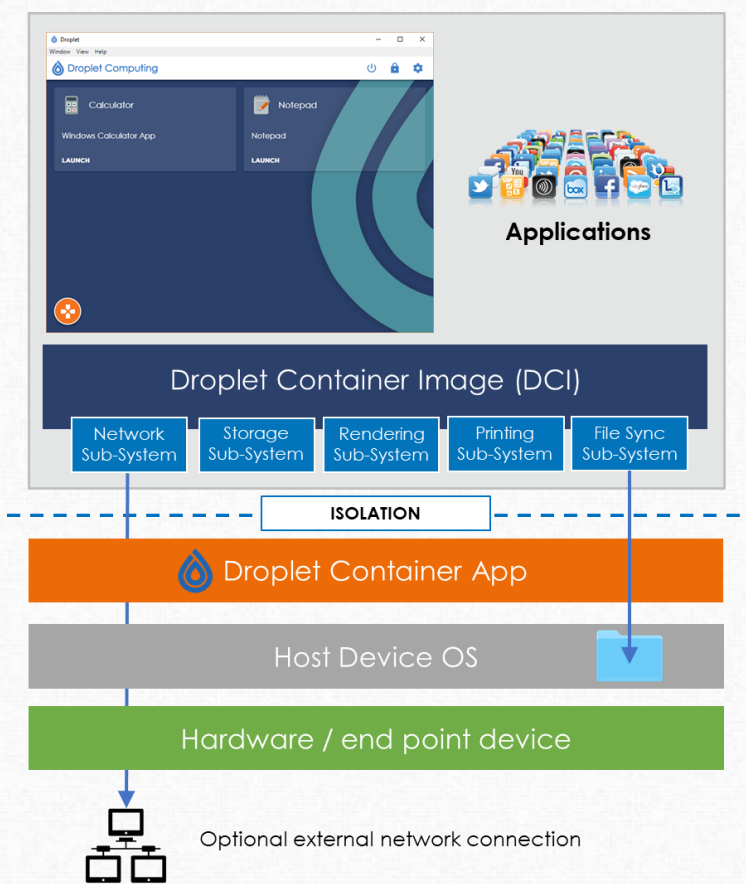 Droplet
Window View Help
Droplet Computing
Calculator
Windows Calculator App
LAUNCH
Notepad
Notepad
LAUNCH
You
box
Applications
Droplet Container Image (DCI)
Network
Sub-System
Storage
Sub-System
Rendering
Sub-System
Printing
Sub-System
File Sync
Sub-System
ISOLATION
Droplet Container App
Host Device OS
Hardware / end point device
Optional external network connection